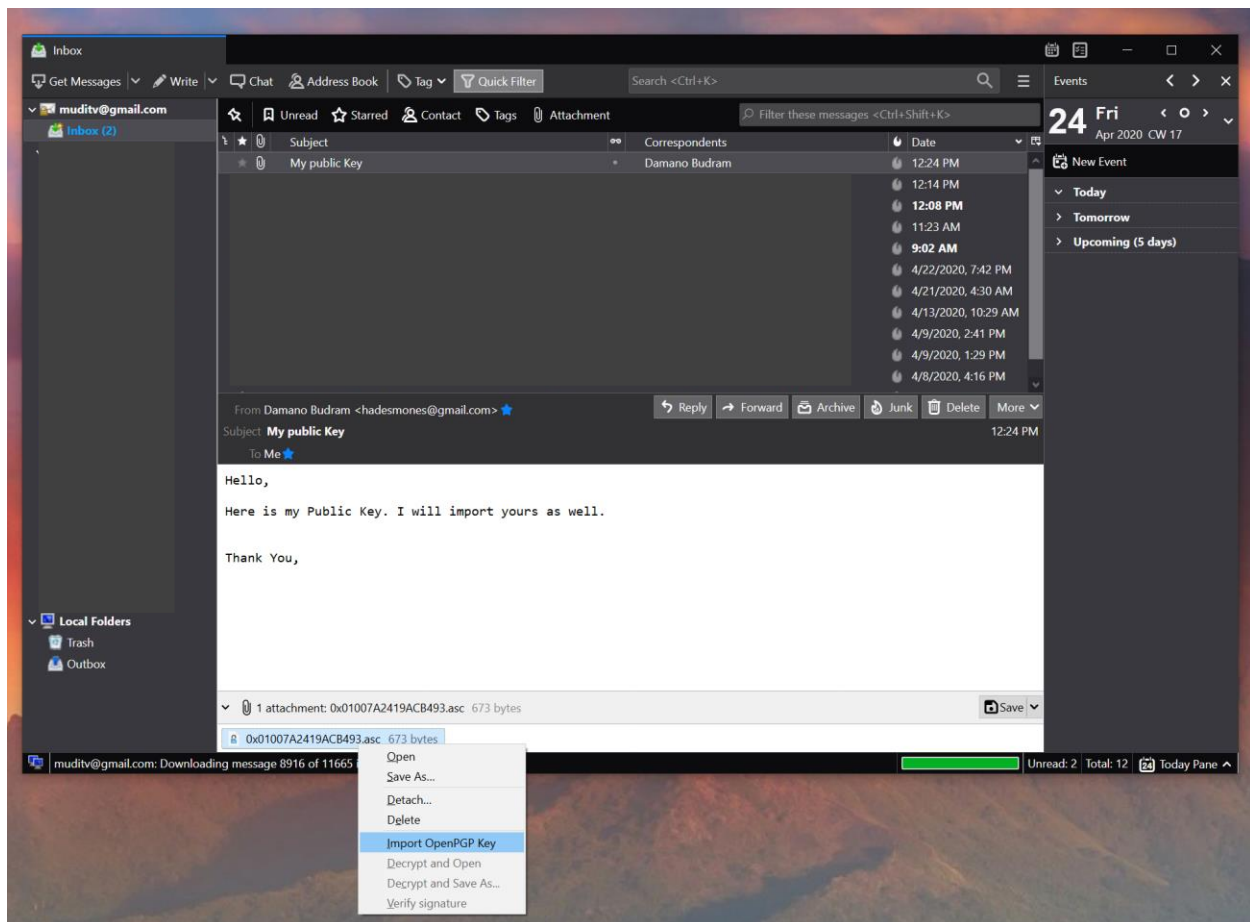 Inbox
Get Messages Write Chat Address Book Tag Quick Filter Search <Ctrl+K> Events
muditv@gmail.com
Inbox (2)
Unread Starred Contact Tags Attachment Filter these messages <Ctrl+Shift+K>
24 Fri
Apr 2020 CW 17
Subject Correspondents Date
My public Key Damano Budram 12:24 PM
New Event
12:14 PM
Today
12:08 PM
Tomorrow
11:23 AM
Upcoming (5 days)
9:02 AM
4/22/2020, 7:42 PM
4/21/2020, 4:30 AM
4/13/2020, 10:29 AM
4/9/2020, 2:41 PM
4/9/2020, 1:29 PM
4/8/2020, 4:16 PM
From Damano Budram <hadesmones@gmail.com> Reply Forward Archive Junk Delete More
Subject My public Key 12:24 PM
To Me
Hello,
Here is my Public Key. I will import yours as well.
Thank You,
Local Folders
Trash
Outbox
1 attachment: 0x01007A2419ACB493.asc 673 bytes Save
0x01007A2419ACB493.asc 673 bytes
muditv@gmail.com: Downloading message 8916 of 11665 Unread: 2 Total: 12 24 Today Pane
Open
Save As...
Detach...
Delete
Import OpenPGP Key
Decrypt and Open
Decrypt and Save As...
Verify signature